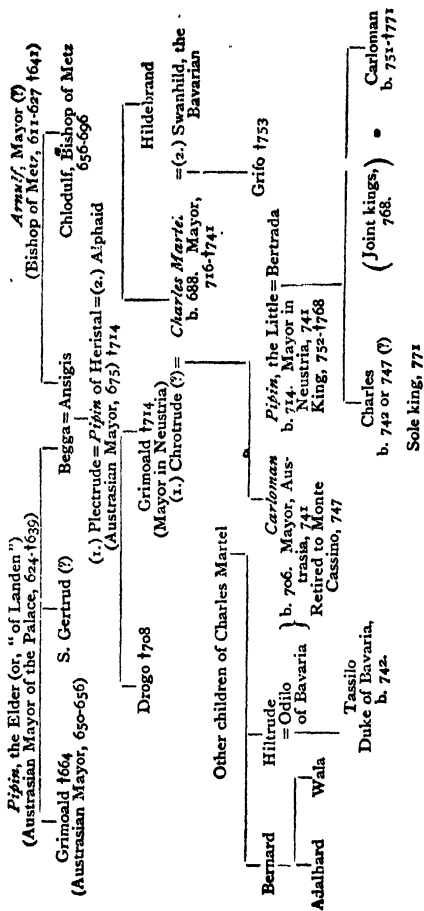 Pipin, the Elder (or, “of Landen”)
(Austrasian Mayor of the Palace, 624-†639)
Arnulf, Mayor (?)
(Bishop of Metz, 611-627 †641)
Grimoald †664
(Austrasian Mayor, 650-656)
S. Gertrud (?)
Begga = Ansigis
Chlodulf, Bishop of Metz
656-696
(1.) Plectrude = Pipin of Heristal = (2.) Alphaid
(Austrasian Mayor, 675) †714
Drogo †708
Grimoald †714
(Mayor in Neustria)
(1.) Chrotrude (?) =
Charles Martel
b. 688. Mayor,
716-†741
Hildebrand
=(2.) Swanhild, the
Bavarian
Grifo †753
Other children of Charles Martel
Bernard
Hiltrude
= Odilo
of Bavaria
} Carloman
b. 706. Mayor, Aus-
trasia, 741
Retired to Monte
Cassino, 747
Pipin, the Little = Bertrada
b. 714. Mayor in
Neustria, 741
King, 752-†768
Adalhard
Wala
Tassilo
Duke of Bavaria,
b. 742.
Charles
b. 742 or 747 (?)
Sole king, 771
(Joint kings,
768.)
Carloman
b. 751-†771